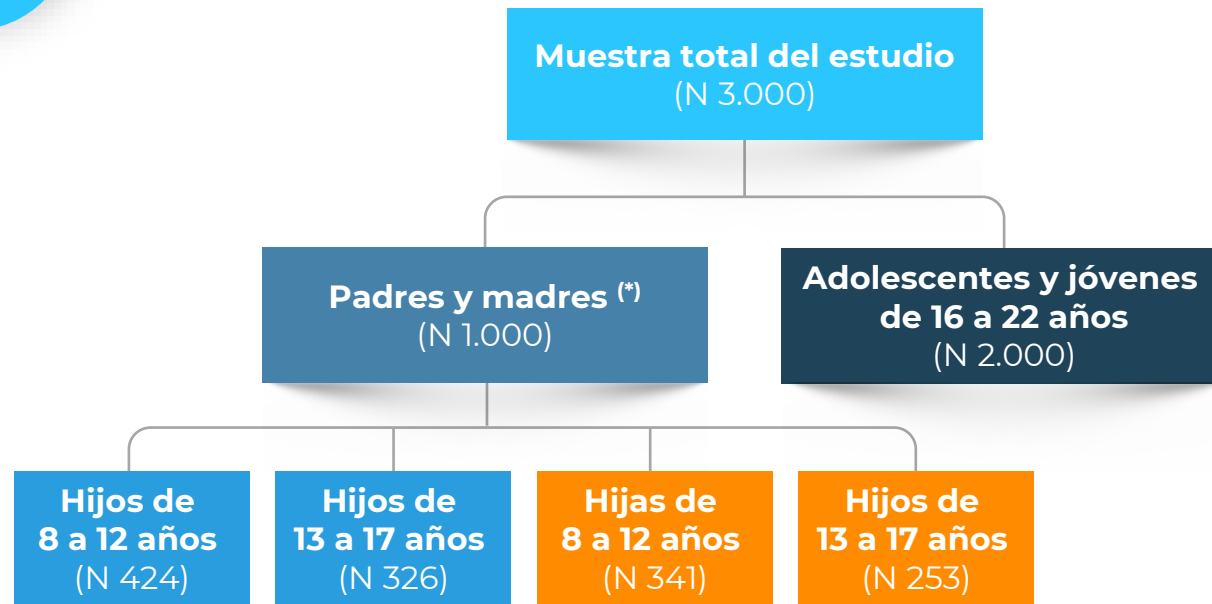 Muestra total del estudio
(N 3.000)
Padres y madres (*)
(N 1.000)
Adolescentes y jóvenes
de 16 a 22 años
(N 2.000)
Hijos de
8 a 12 años
(N 424)
Hijos de
13 a 17 años
(N 326)
Hijas de
8 a 12 años
(N 341)
Hijos de
13 a 17 años
(N 253)